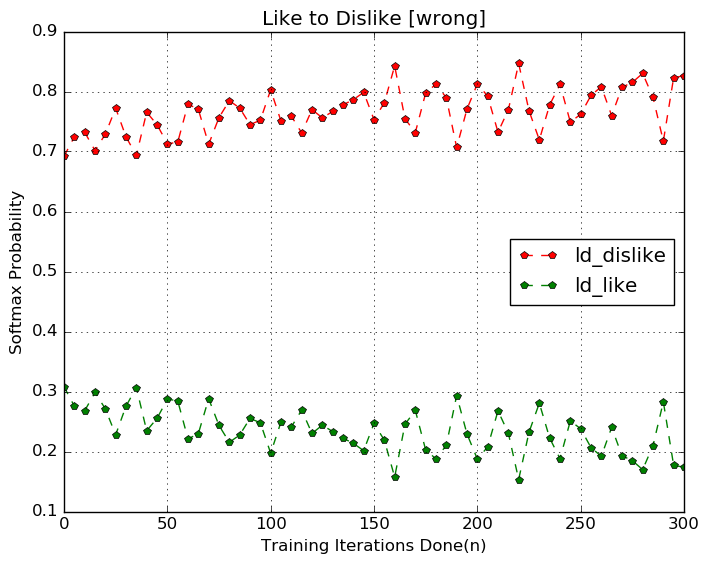 Like to Dislike [wrong]
0.9
0.8
0.7
0.6
0.5
0.4
0.3
0.2
0.1
Softmax Probability
ld_dislike
ld_like
0 50 100 150 200 250 300
Training Iterations Done(n)